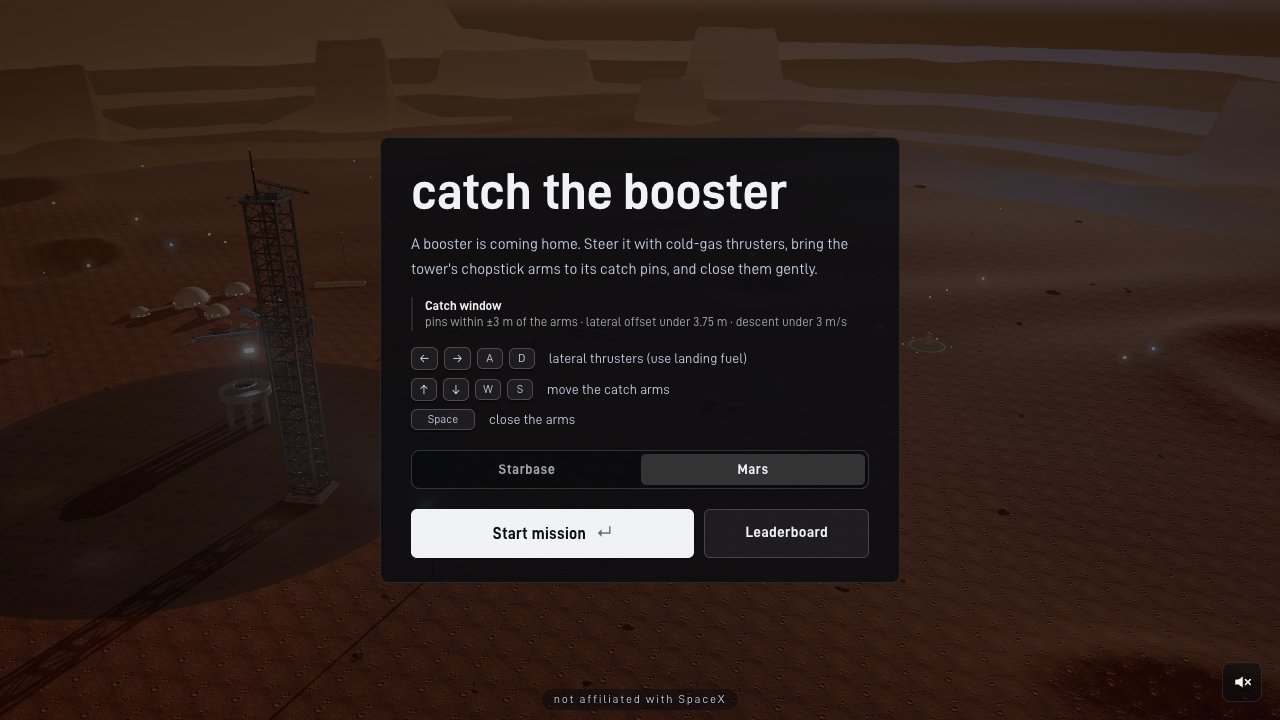 catch the booster
A booster is coming home. Steer it with cold-gas thrusters, bring the
tower's chopstick arms to its catch pins, and close them gently.
Catch window
pins within ±3 m of the arms · lateral offset under 3.75 m · descent under 3 m/s
← → A D lateral thrusters (use landing fuel)
↑ ↓ W S move the catch arms
Space close the arms
Starbase Mars
Start mission ↵ Leaderboard
not affiliated with SpaceX